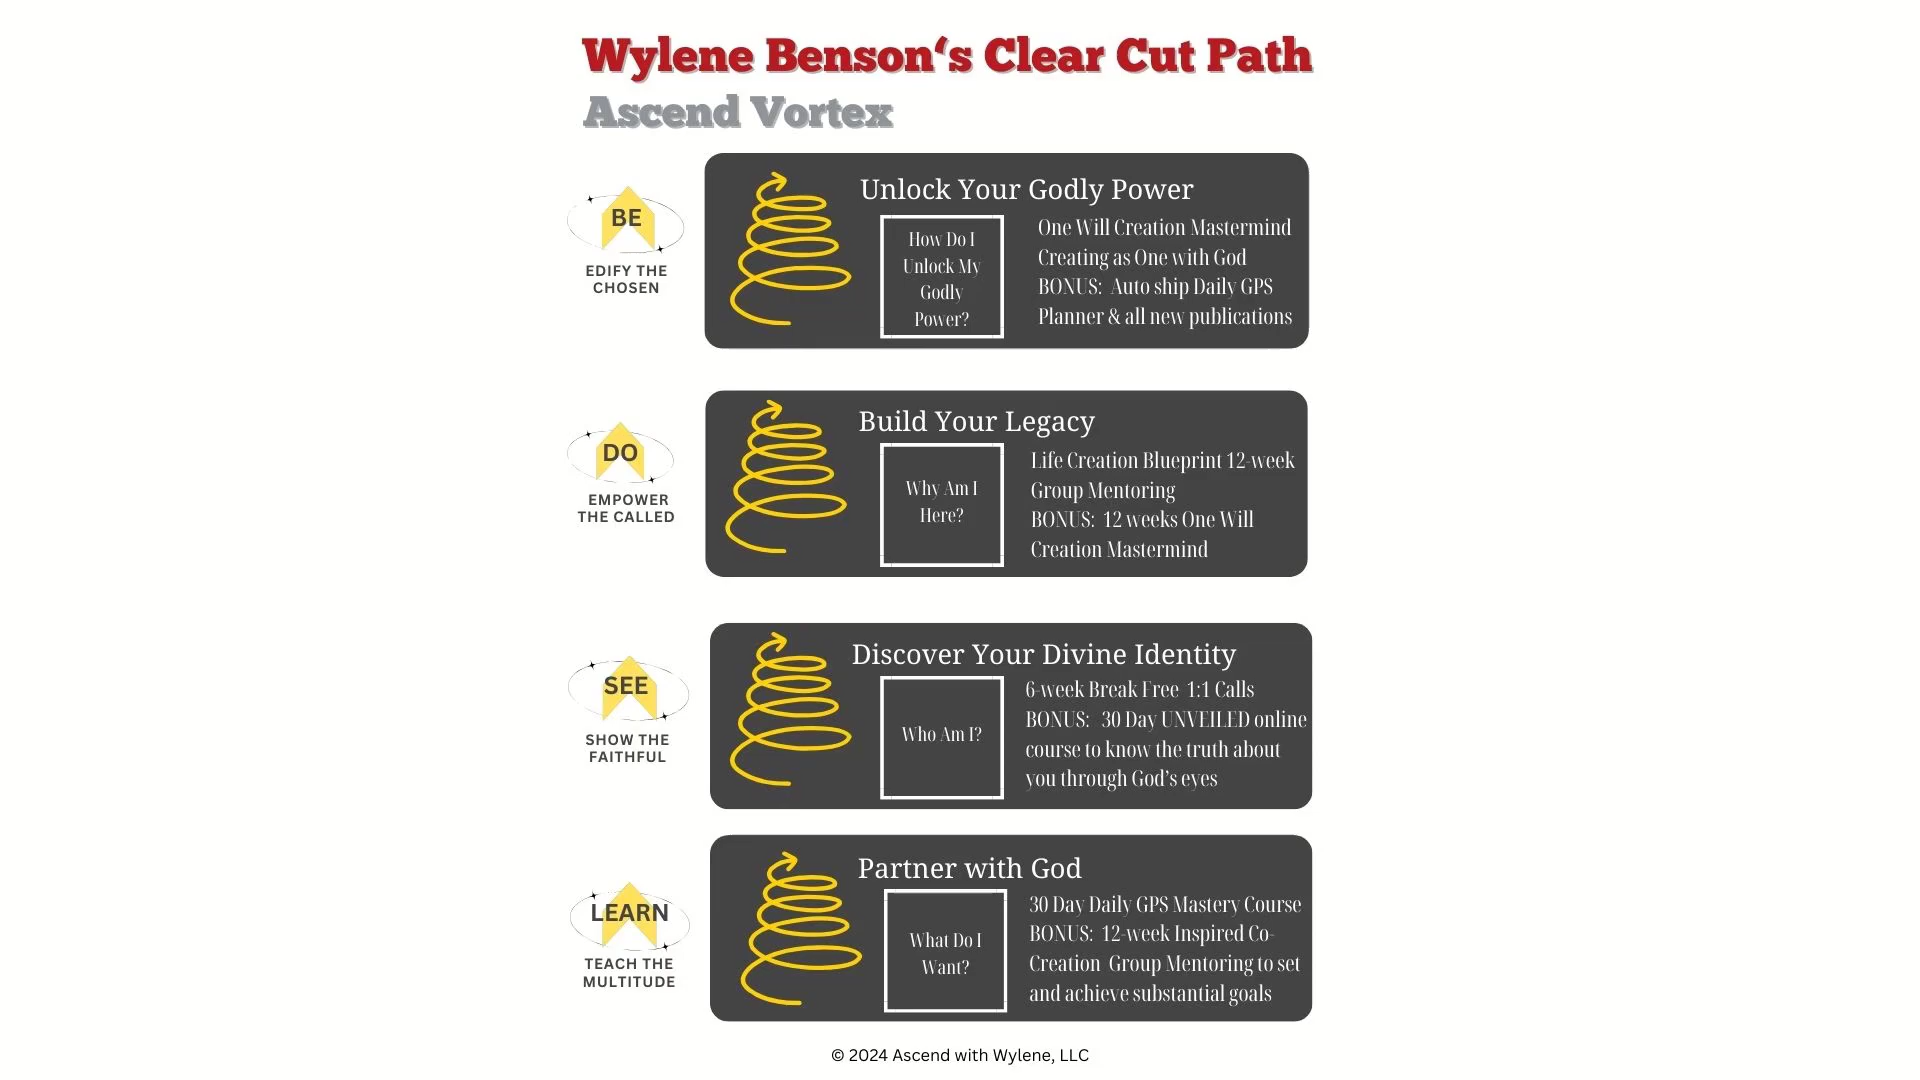 Wylene Benson‘s Clear Cut Path
Ascend Vortex
BE
EDIFY THE
CHOSEN
Unlock Your Godly Power
How Do I
Unlock My
Godly
Power?
One Will Creation Mastermind
Creating as One with God
BONUS:  Auto ship Daily GPS
Planner & all new publications
DO
EMPOWER
THE CALLED
Build Your Legacy
Why Am I
Here?
Life Creation Blueprint 12-week
Group Mentoring
BONUS:  12 weeks One Will
Creation Mastermind
SEE
SHOW THE
FAITHFUL
Discover Your Divine Identity
Who Am I?
6-week Break Free  1:1 Calls
BONUS:   30 Day UNVEILED online
course to know the truth about
you through God’s eyes
LEARN
TEACH THE
MULTITUDE
Partner with God
What Do I
Want?
30 Day Daily GPS Mastery Course
BONUS:  12-week Inspired Co-
Creation  Group Mentoring to set
and achieve substantial goals
© 2024 Ascend with Wylene, LLC